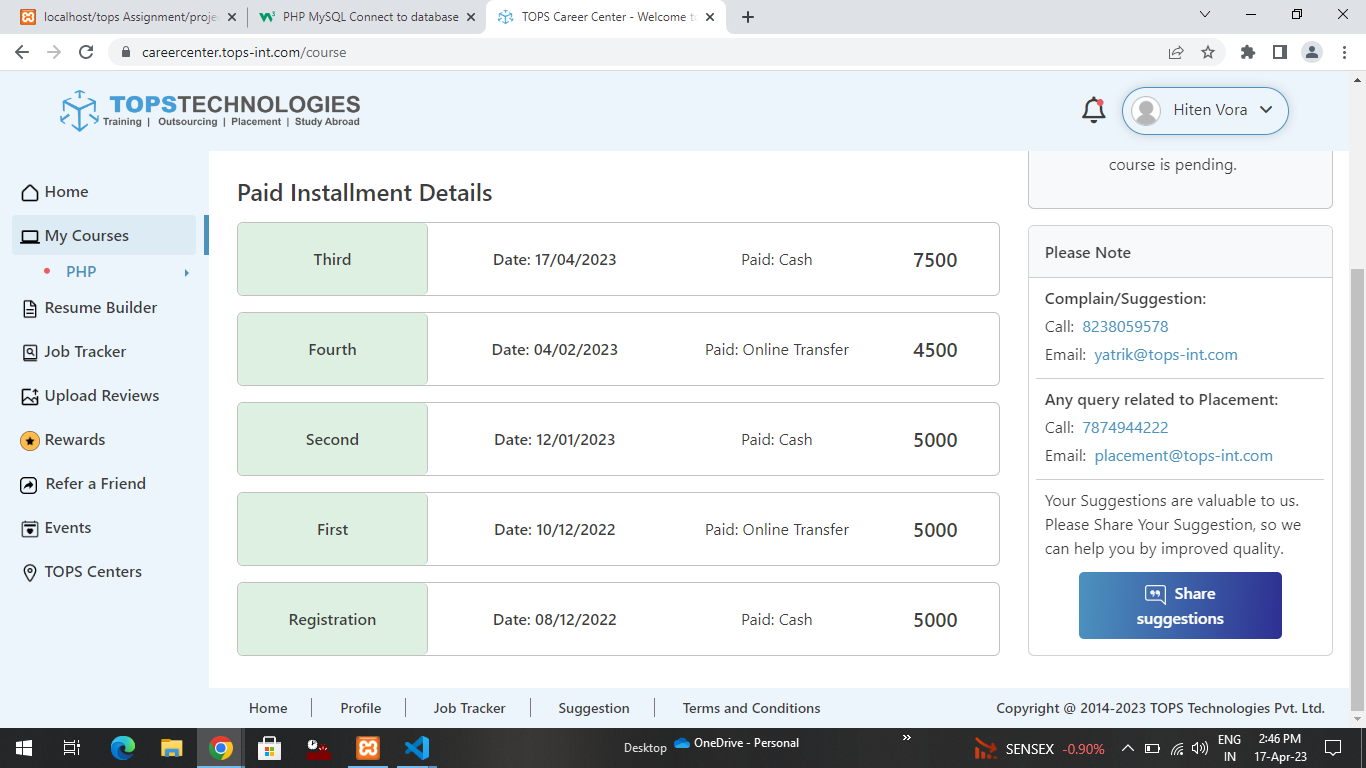 localhost/tops Assignment/proje
PHP MySQL Connect to database
TOPS Career Center - Welcome to
careercenter.tops-int.com/course
TOPSTECHNOLOGIES
Training | Outsourcing | Placement | Study Abroad
Hiten Vora
Home
My Courses
PHP
Resume Builder
Job Tracker
Upload Reviews
Rewards
Refer a Friend
Events
TOPS Centers
Paid Installment Details
Third Date: 17/04/2023 Paid: Cash 7500
Fourth Date: 04/02/2023 Paid: Online Transfer 4500
Second Date: 12/01/2023 Paid: Cash 5000
First Date: 10/12/2022 Paid: Online Transfer 5000
Registration Date: 08/12/2022 Paid: Cash 5000
course is pending.
Please Note
Complain/Suggestion:
Call: 8238059578
Email: yatrik@tops-int.com
Any query related to Placement:
Call: 7874944222
Email: placement@tops-int.com
Your Suggestions are valuable to us.
Please Share Your Suggestion, so we
can help you by improved quality.
Share
suggestions
Home | Profile | Job Tracker | Suggestion | Terms and Conditions
Copyright @ 2014-2023 TOPS Technologies Pvt. Ltd.
Desktop
OneDrive - Personal
»
SENSEX -0.90%
ENG
IN
2:46 PM
17-Apr-23